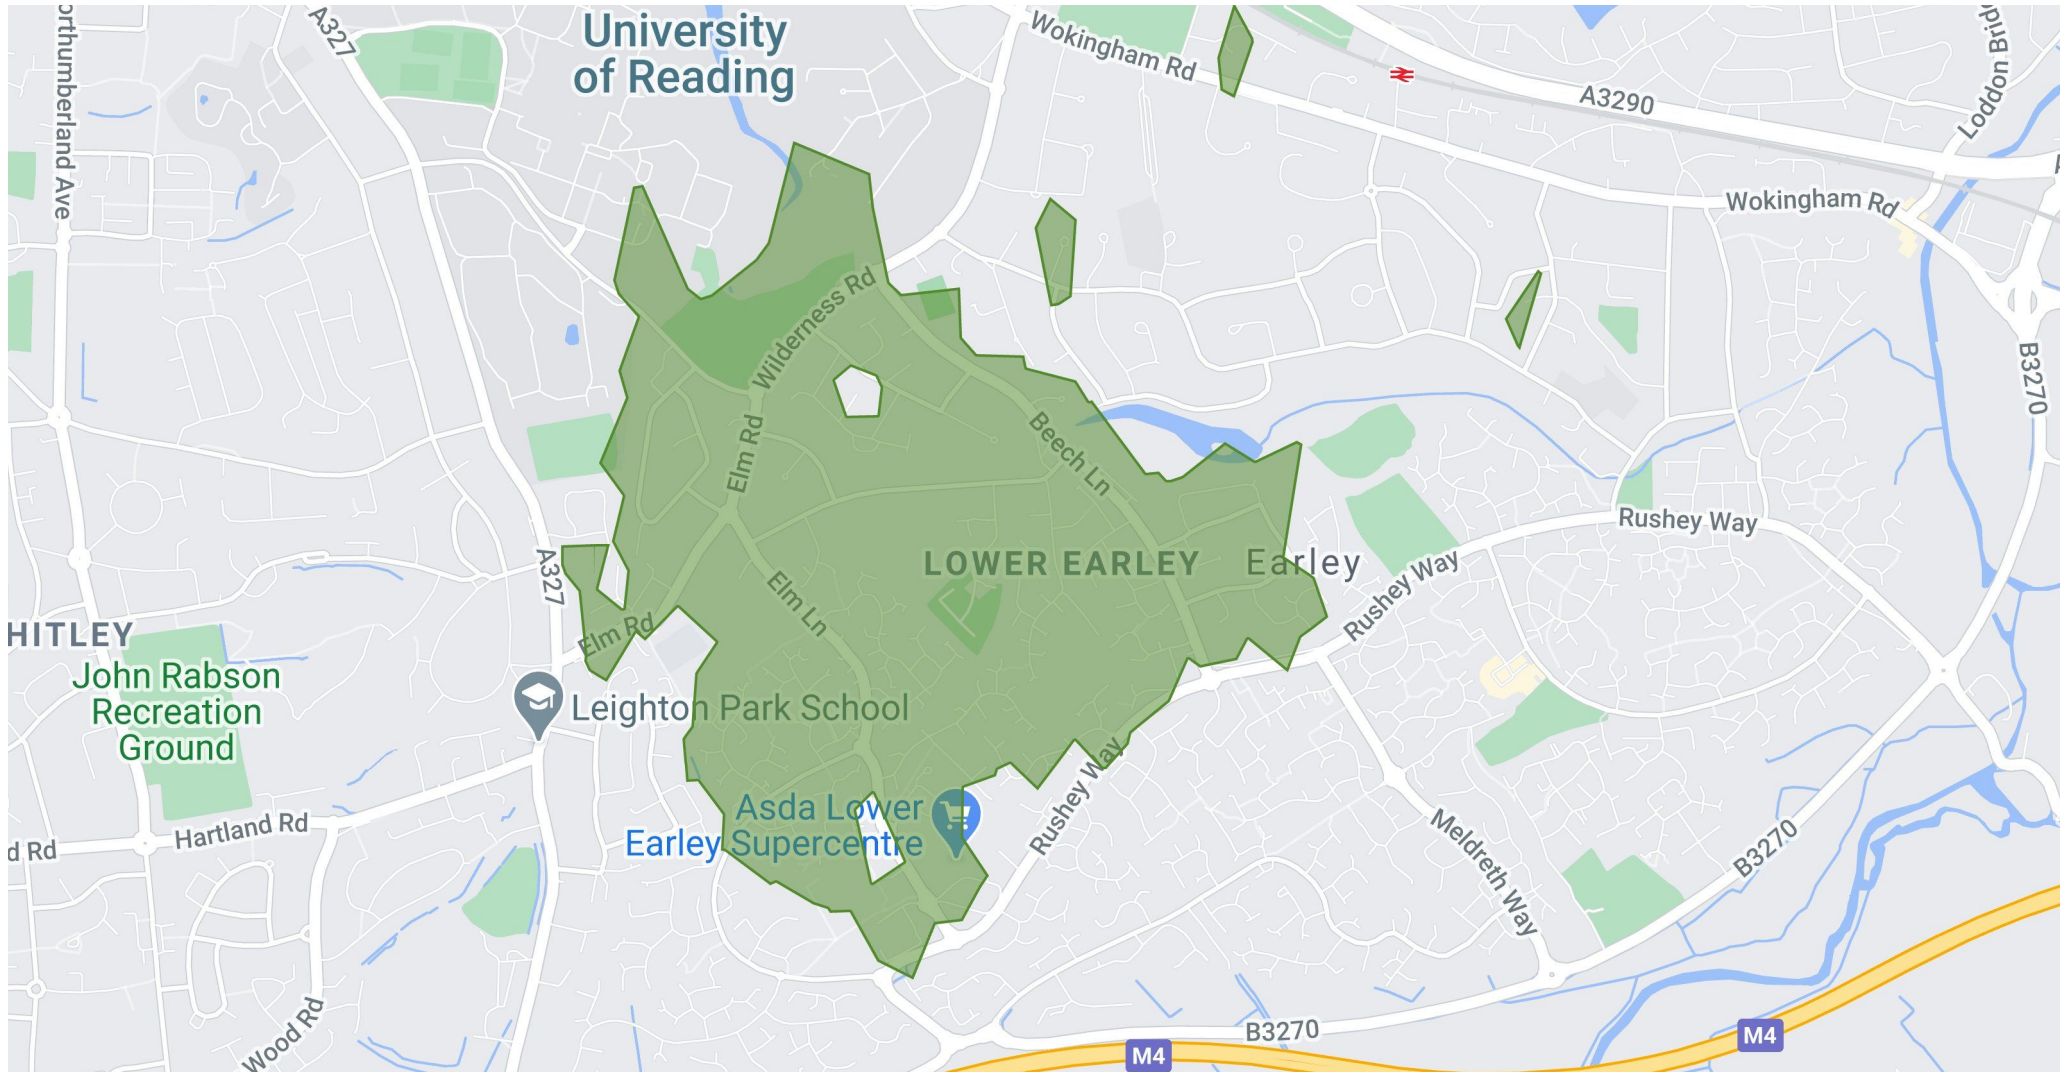 orthumberland Ave
A327
University
of Reading
Wokingham Rd
A3290
Loddon Brid
Wokingham Rd
B3270
Wilderness Rd
Elm Rd
Beech Ln
Rushey Way
LOWER EARLEY
Earley
A327
Elm Ln
Rushey Way
Elm Rd
HITLEY
John Rabson
Recreation
Ground
Leighton Park School
Asda Lower
Earley Supercentre
Rushey Way
Hartland Rd
d Rd
Meldreth Way
B3270
Wood Rd
B3270
M4
M4